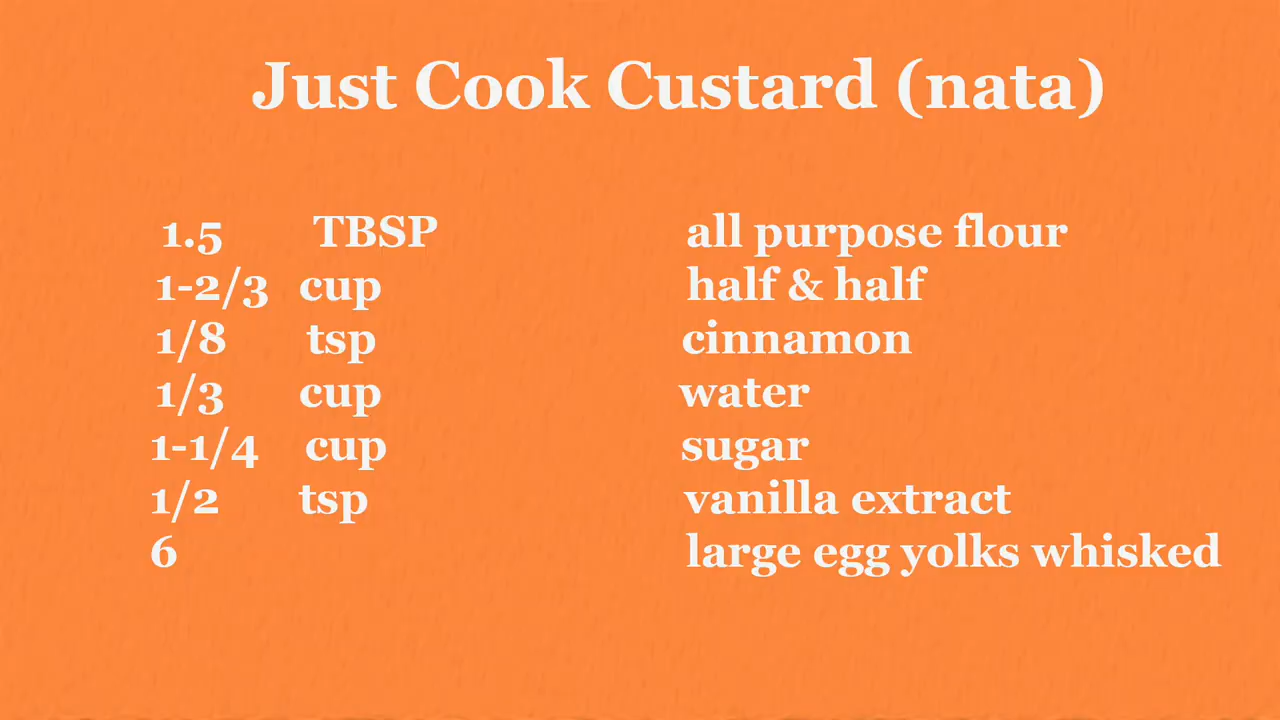 Just Cook Custard (nata)
1.5 TBSP all purpose flour
1-2/3 cup half & half
1/8 tsp cinnamon
1/3 cup water
1-1/4 cup sugar
1/2 tsp vanilla extract
6 large egg yolks whisked